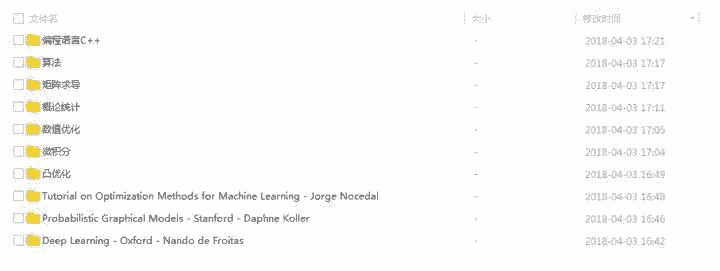 文件名 大小 修改时间
编程语言C++ - 2018-04-03 17:21
算法 - 2018-04-03 17:17
矩阵求导 - 2018-04-03 17:17
概论统计 - 2018-04-03 17:11
数值优化 - 2018-04-03 17:05
微积分 - 2018-04-03 17:04
凸优化 - 2018-04-03 16:49
Tutorial on Optimization Methods for Machine Learning - Jorge Nocedal - 2018-04-03 16:48
Probabilistic Graphical Models - Stanford - Daphne Koller - 2018-04-03 16:46
Deep Learning - Oxford - Nando de Freitas - 2018-04-03 16:42